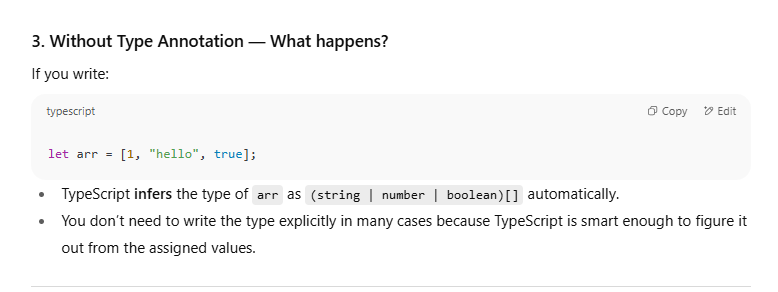 3. Without Type Annotation — What happens?
If you write:
typescript
Copy
Edit
let arr = [1, "hello", true];
TypeScript infers the type of arr as (string | number | boolean)[] automatically.
You don’t need to write the type explicitly in many cases because TypeScript is smart enough to figure it
out from the assigned values.